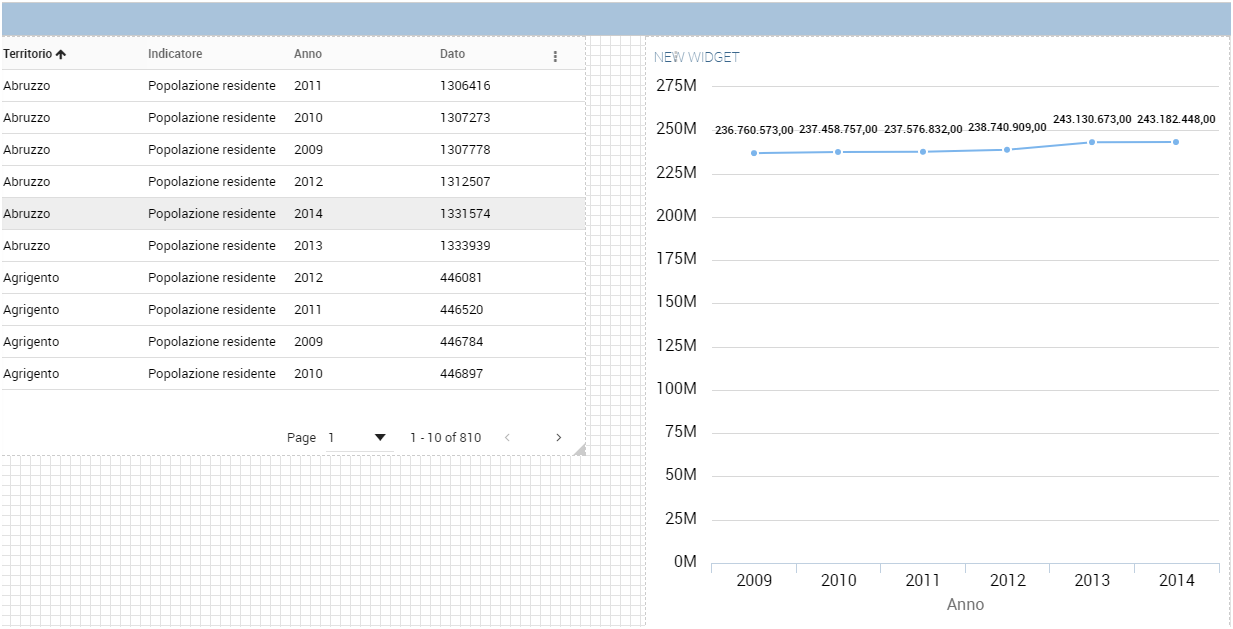 Territorio Indicatore Anno Dato
Abruzzo Popolazione residente 2011 1306416
Abruzzo Popolazione residente 2010 1307273
Abruzzo Popolazione residente 2009 1307778
Abruzzo Popolazione residente 2012 1312507
Abruzzo Popolazione residente 2014 1331574
Abruzzo Popolazione residente 2013 1333939
Agrigento Popolazione residente 2012 446081
Agrigento Popolazione residente 2011 446520
Agrigento Popolazione residente 2009 446784
Agrigento Popolazione residente 2010 446897
Page 1 1 - 10 of 810
NEW WIDGET
275M
250M
225M
200M
175M
150M
125M
100M
75M
50M
25M
0M
236.760.573,00 237.458.757,00 237.576.832,00 238.740.909,00 243.130.673,00 243.182.448,00
2009 2010 2011 2012 2013 2014
Anno